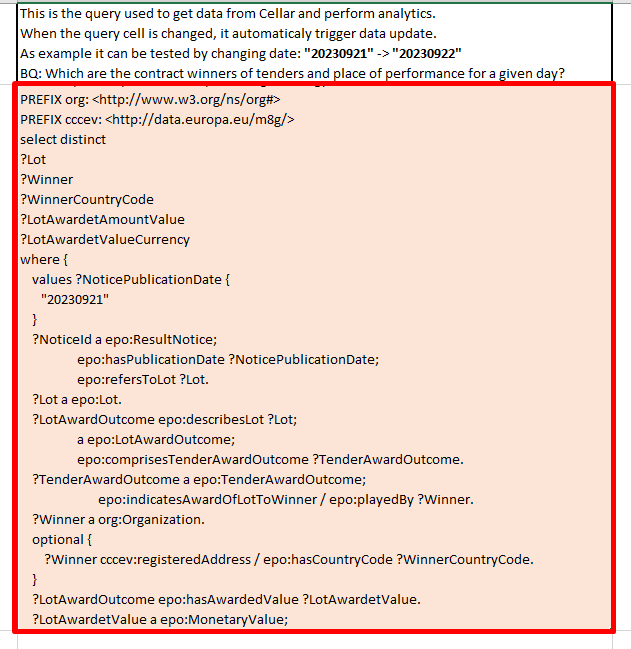 This is the query used to get data from Cellar and perform analytics.
When the query cell is changed, it automaticaly trigger data update.
As example it can be tested by changing date: "20230921" -> "20230922"
BQ: Which are the contract winners of tenders and place of performance for a given day?
PREFIX org: <http://www.w3.org/ns/org#>
PREFIX cccev: <http://data.europa.eu/m8g/>
select distinct
?Lot
?Winner
?WinnerCountryCode
?LotAwardetAmountValue
?LotAwardetValueCurrency
where {
values ?NoticePublicationDate {
"20230921"
}
?NoticeId a epo:ResultNotice;
epo:hasPublicationDate ?NoticePublicationDate;
epo:refersToLot ?Lot.
?Lot a epo:Lot.
?LotAwardOutcome epo:describesLot ?Lot;
a epo:LotAwardOutcome;
epo:comprisesTenderAwardOutcome ?TenderAwardOutcome.
?TenderAwardOutcome a epo:TenderAwardOutcome;
epo:indicatesAwardOfLotToWinner / epo:playedBy ?Winner.
?Winner a org:Organization.
optional {
?Winner cccev:registeredAddress / epo:hasCountryCode ?WinnerCountryCode.
}
?LotAwardOutcome epo:hasAwardedValue ?LotAwardetValue.
?LotAwardetValue a epo:MonetaryValue;